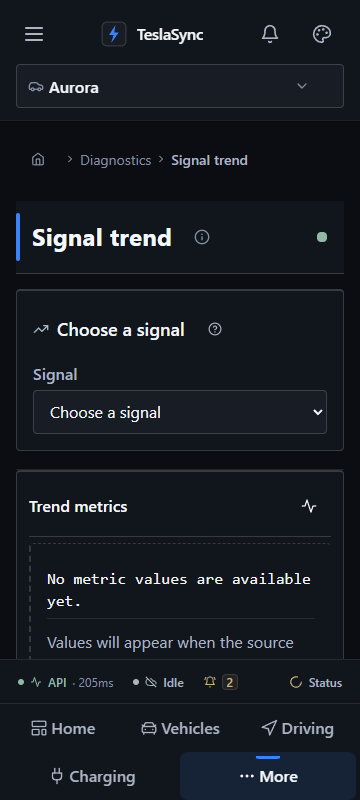 TeslaSync
Aurora
Diagnostics
Signal trend
Signal trend
Choose a signal
Signal
Choose a signal
Trend metrics
No metric values are available
yet.
Values will appear when the source
API · 205ms
Idle
2
Status
Home
Vehicles
Driving
Charging
More